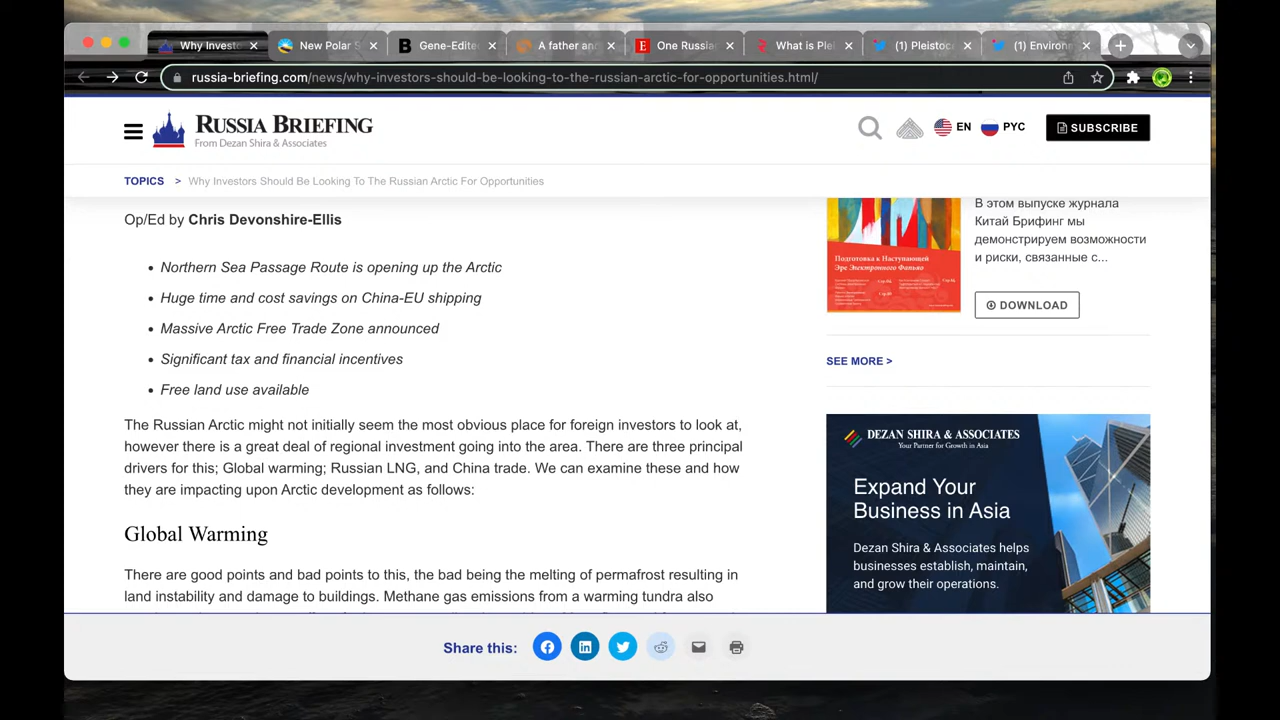 Why Investo
New Polar S
Gene-Edite
A father an
One Russia
What is Ple
(1) Pleistoc
(1) Environ
russia-briefing.com/news/why-investors-should-be-looking-to-the-russian-arctic-for-opportunities.html/
RUSSIA BRIEFING
From Dezan Shira & Associates
EN
РУС
SUBSCRIBE
TOPICS > Why Investors Should Be Looking To The Russian Arctic For Opportunities
Op/Ed by Chris Devonshire-Ellis
• Northern Sea Passage Route is opening up the Arctic
• Huge time and cost savings on China-EU shipping
• Massive Arctic Free Trade Zone announced
• Significant tax and financial incentives
• Free land use available
The Russian Arctic might not initially seem the most obvious place for foreign investors to look at,
however there is a great deal of regional investment going into the area. There are three principal
drivers for this; Global warming; Russian LNG, and China trade. We can examine these and how
they are impacting upon Arctic development as follows:
Global Warming
There are good points and bad points to this, the bad being the melting of permafrost resulting in
land instability and damage to buildings. Methane gas emissions from a warming tundra also
Подготовка к Наступающей
Эре Электронного Фапьяо
В этом выпуске журнала
Китай Брифинг мы
демонстрируем возможности
и риски, связанные с...
DOWNLOAD
SEE MORE >
DEZAN SHIRA & ASSOCIATES
Your Partner for Growth in Asia
Expand Your
Business in Asia
Dezan Shira & Associates helps
businesses establish, maintain,
and grow their operations.
Share this: